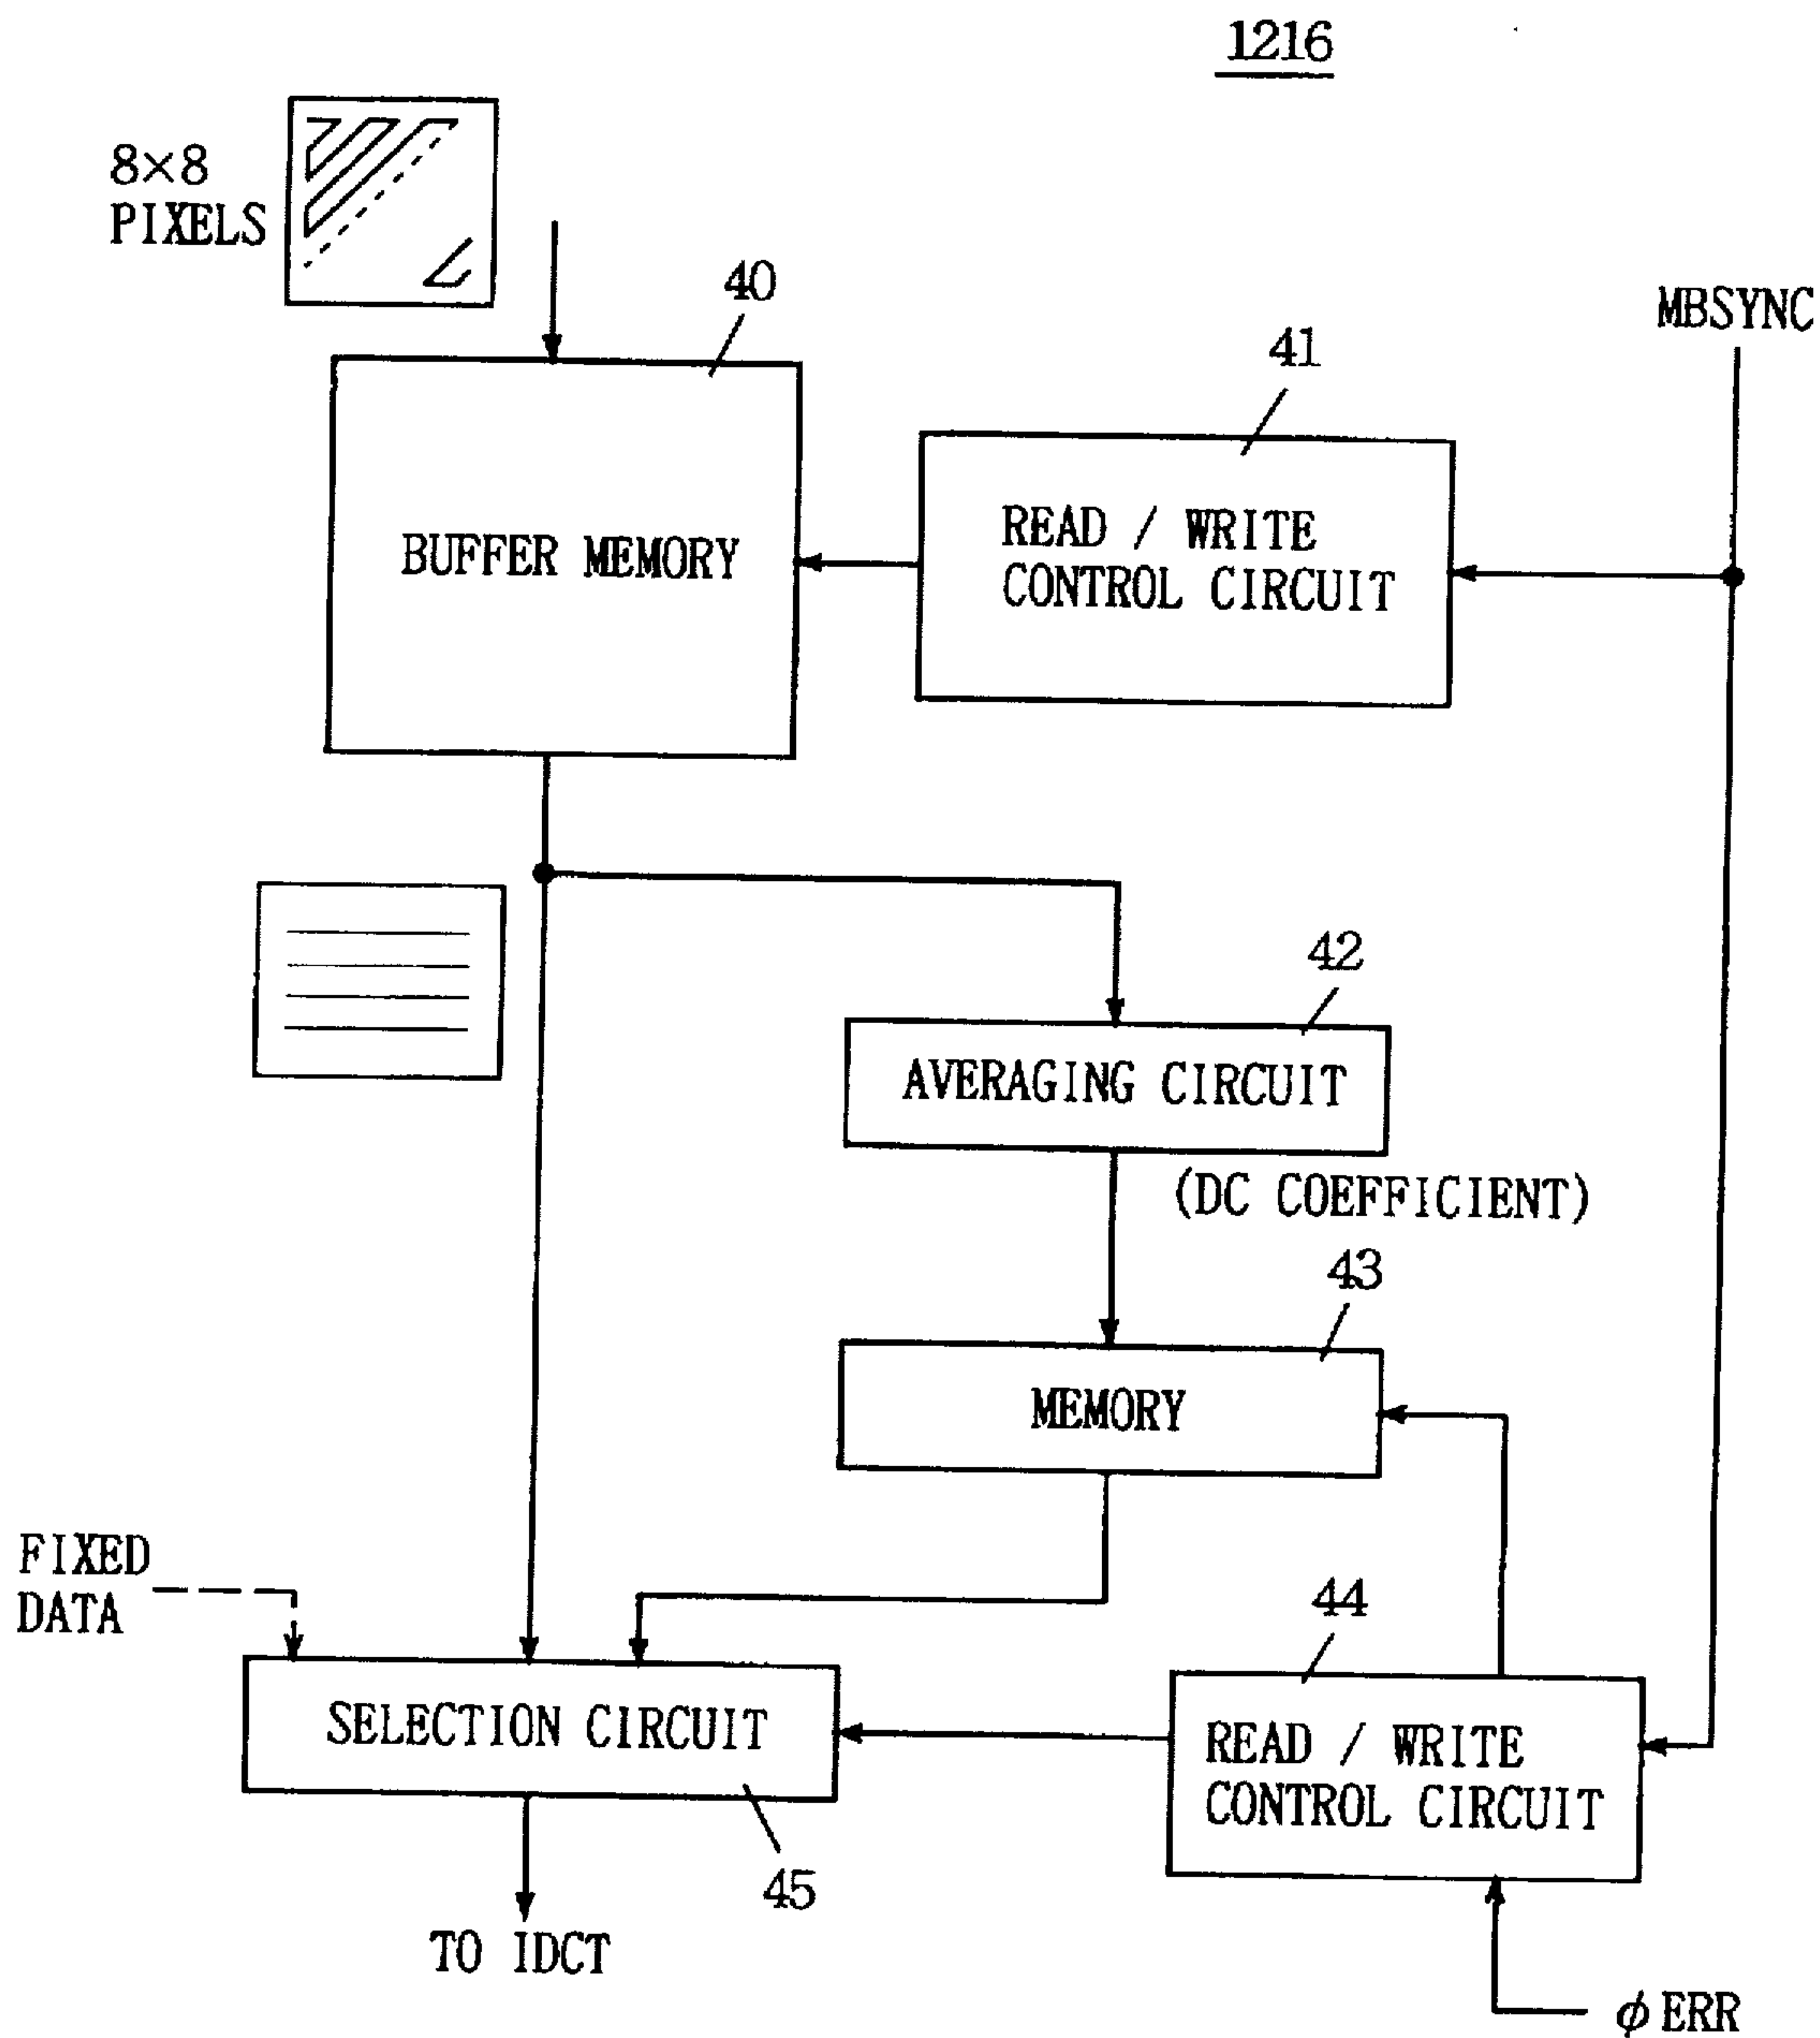 1216
8×8
PIXELS
40
MBSYNC
41
BUFFER MEMORY
READ / WRITE
CONTROL CIRCUIT
42
AVERAGING CIRCUIT
(DC COEFFICIENT)
43
MEMORY
FIXED
DATA
44
SELECTION CIRCUIT
READ / WRITE
CONTROL CIRCUIT
45
TO IDCT
φ ERR